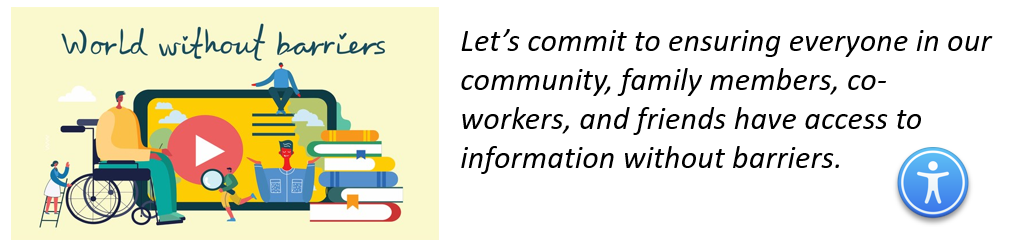 World without barriers
Let’s commit to ensuring everyone in our
community, family members, co-
workers, and friends have access to
information without barriers.